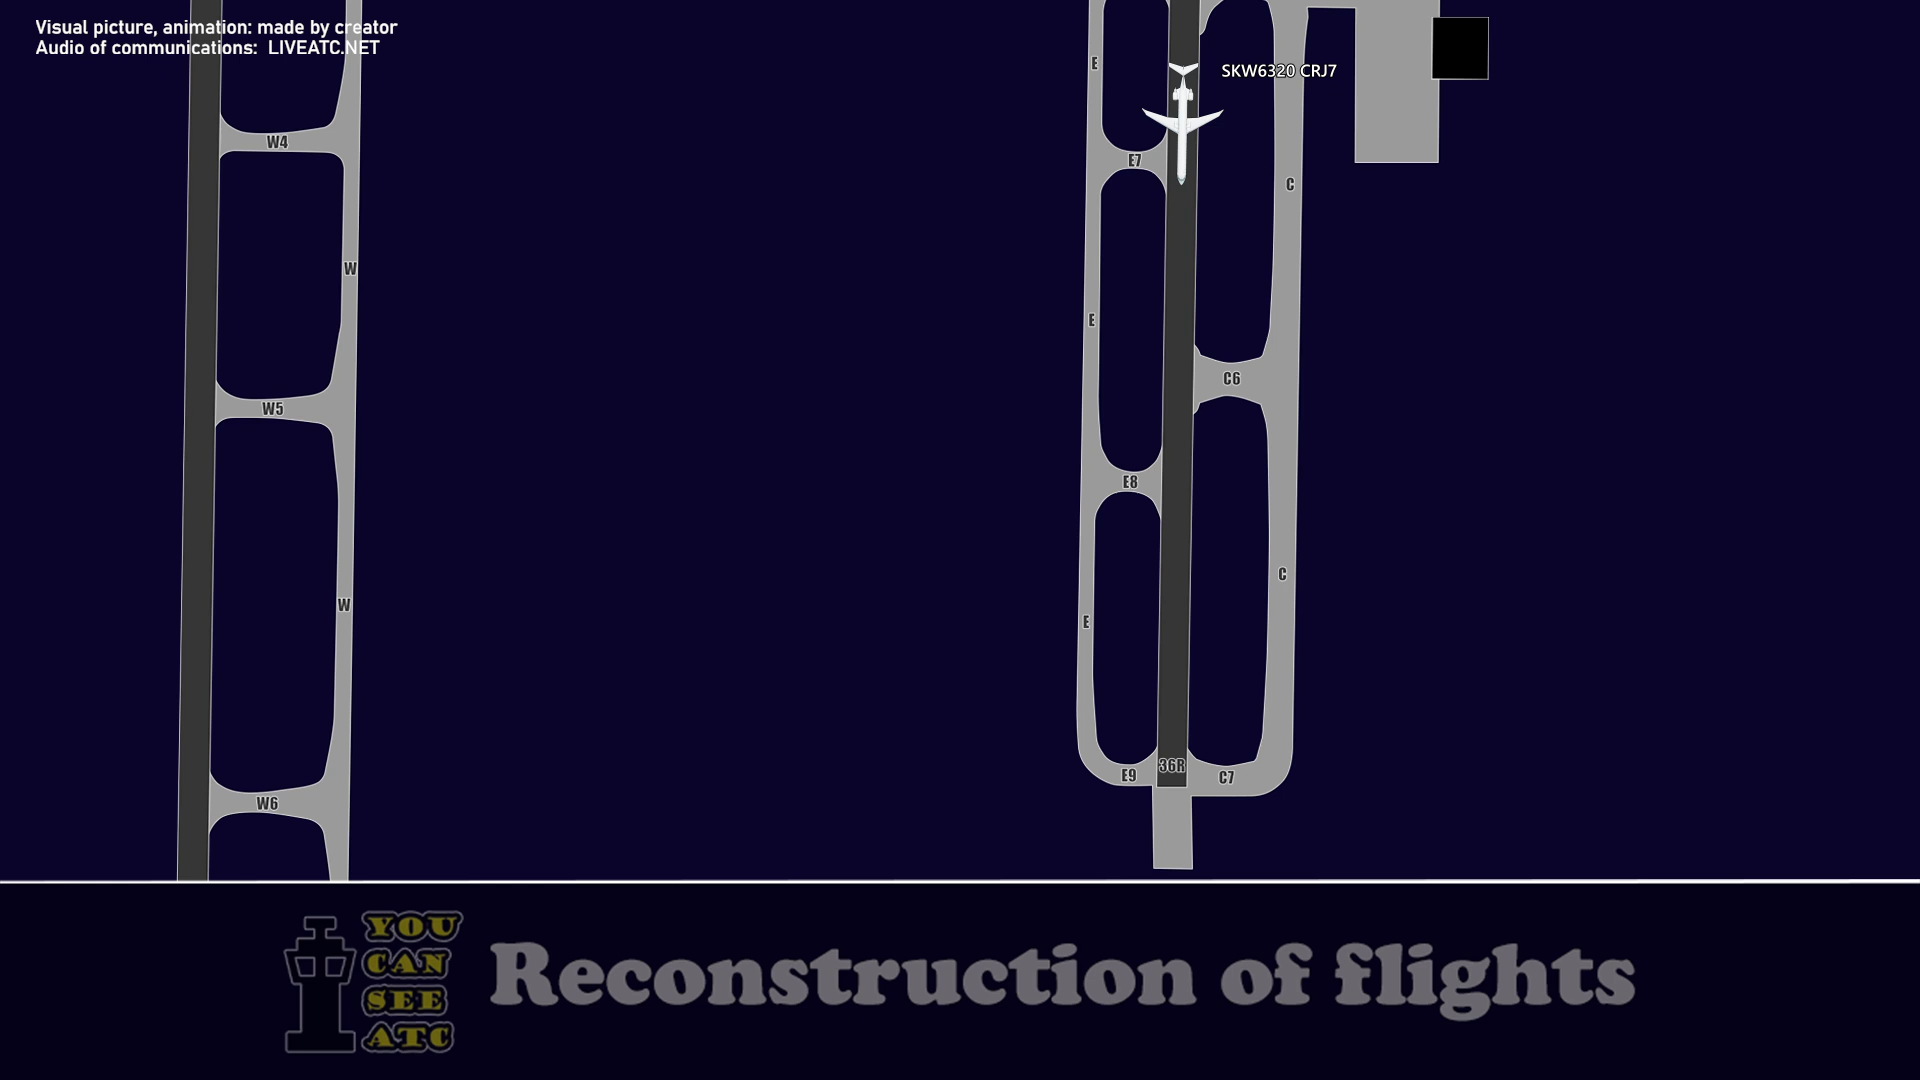 Visual picture, animation: made by creator
Audio of communications: LIVEATC.NET
E
SKW6320 CRJ7
W4
E7
C
W
E
C6
W5
E8
C
W
E
36R
E9
C7
W6
YOU
CAN
SEE
ATC
Reconstruction of flights